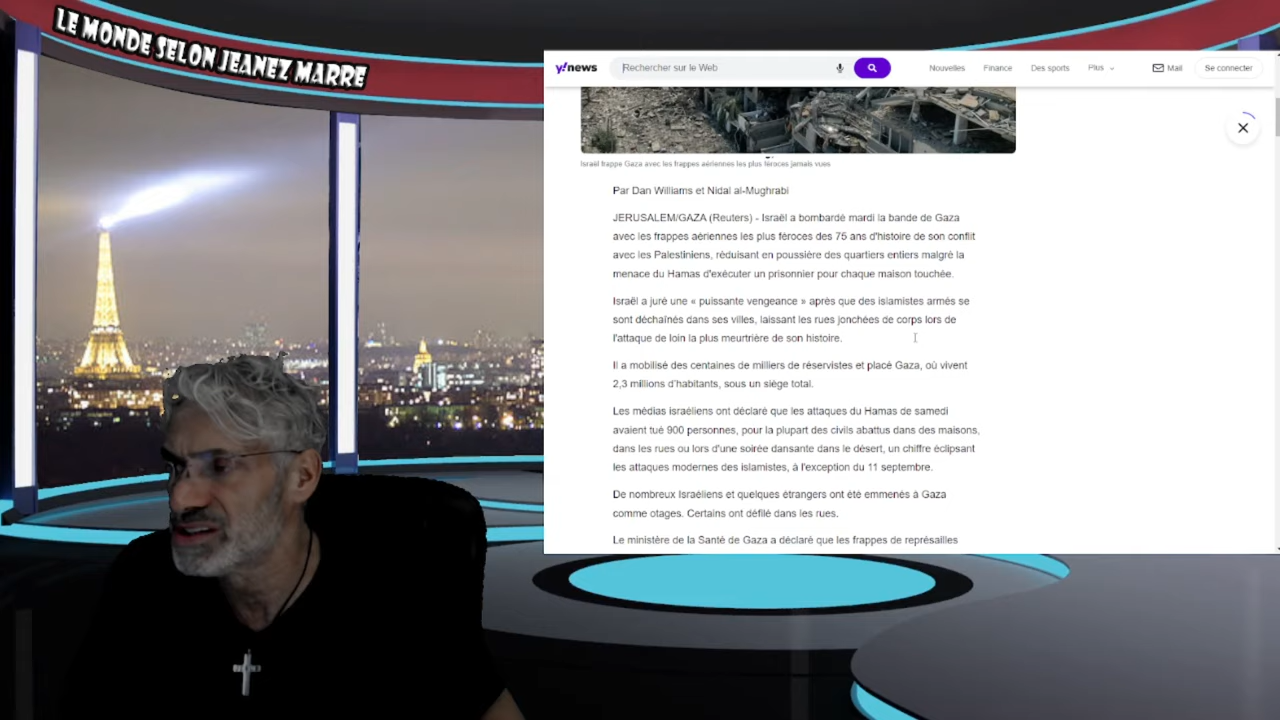 LE MONDE SELON JEANEZ MARRE
y!news
Rechercher sur le Web
Nouvelles
Finance
Des sports
Plus
Mail
Se connecter
Israël frappe Gaza avec les frappes aériennes les plus féroces jamais vues
Par Dan Williams et Nidal al-Mughrabi
JERUSALEM/GAZA (Reuters) - Israël a bombardé mardi la bande de Gaza
avec les frappes aériennes les plus féroces des 75 ans d'histoire de son conflit
avec les Palestiniens, réduisant en poussière des quartiers entiers malgré la
menace du Hamas d'exécuter un prisonnier pour chaque maison touchée.
Israël a juré une « puissante vengeance » après que des islamistes armés se
sont déchaînés dans ses villes, laissant les rues jonchées de corps lors de
l'attaque de loin la plus meurtrière de son histoire.
Il a mobilisé des centaines de milliers de réservistes et placé Gaza, où vivent
2,3 millions d'habitants, sous un siège total.
Les médias israéliens ont déclaré que les attaques du Hamas de samedi
avaient tué 900 personnes, pour la plupart des civils abattus dans des maisons,
dans les rues ou lors d'une soirée dansante dans le désert, un chiffre éclipsant
les attaques modernes des islamistes, à l'exception du 11 septembre.
De nombreux Israéliens et quelques étrangers ont été emmenés à Gaza
comme otages. Certains ont défilé dans les rues.
Le ministère de la Santé de Gaza a déclaré que les frappes de représailles